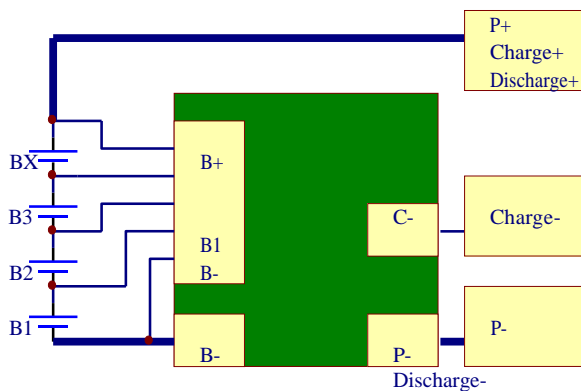 P+
Charge+
Discharge+
BX
B+
B3
C-
Charge-
B1
B2
B-
B1
P-
B-
P-
Discharge-